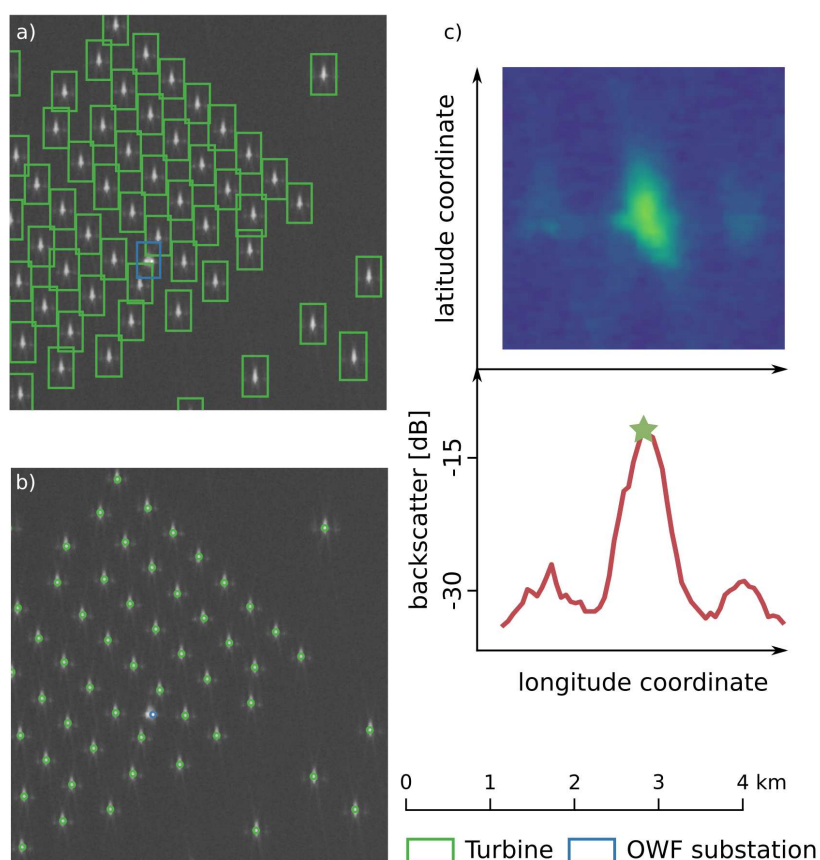 a)
b)
c)
latitude coordinate
backscatter [dB]
-15
-30
longitude coordinate
0 1 2 3 4 km
Turbine OWF substation